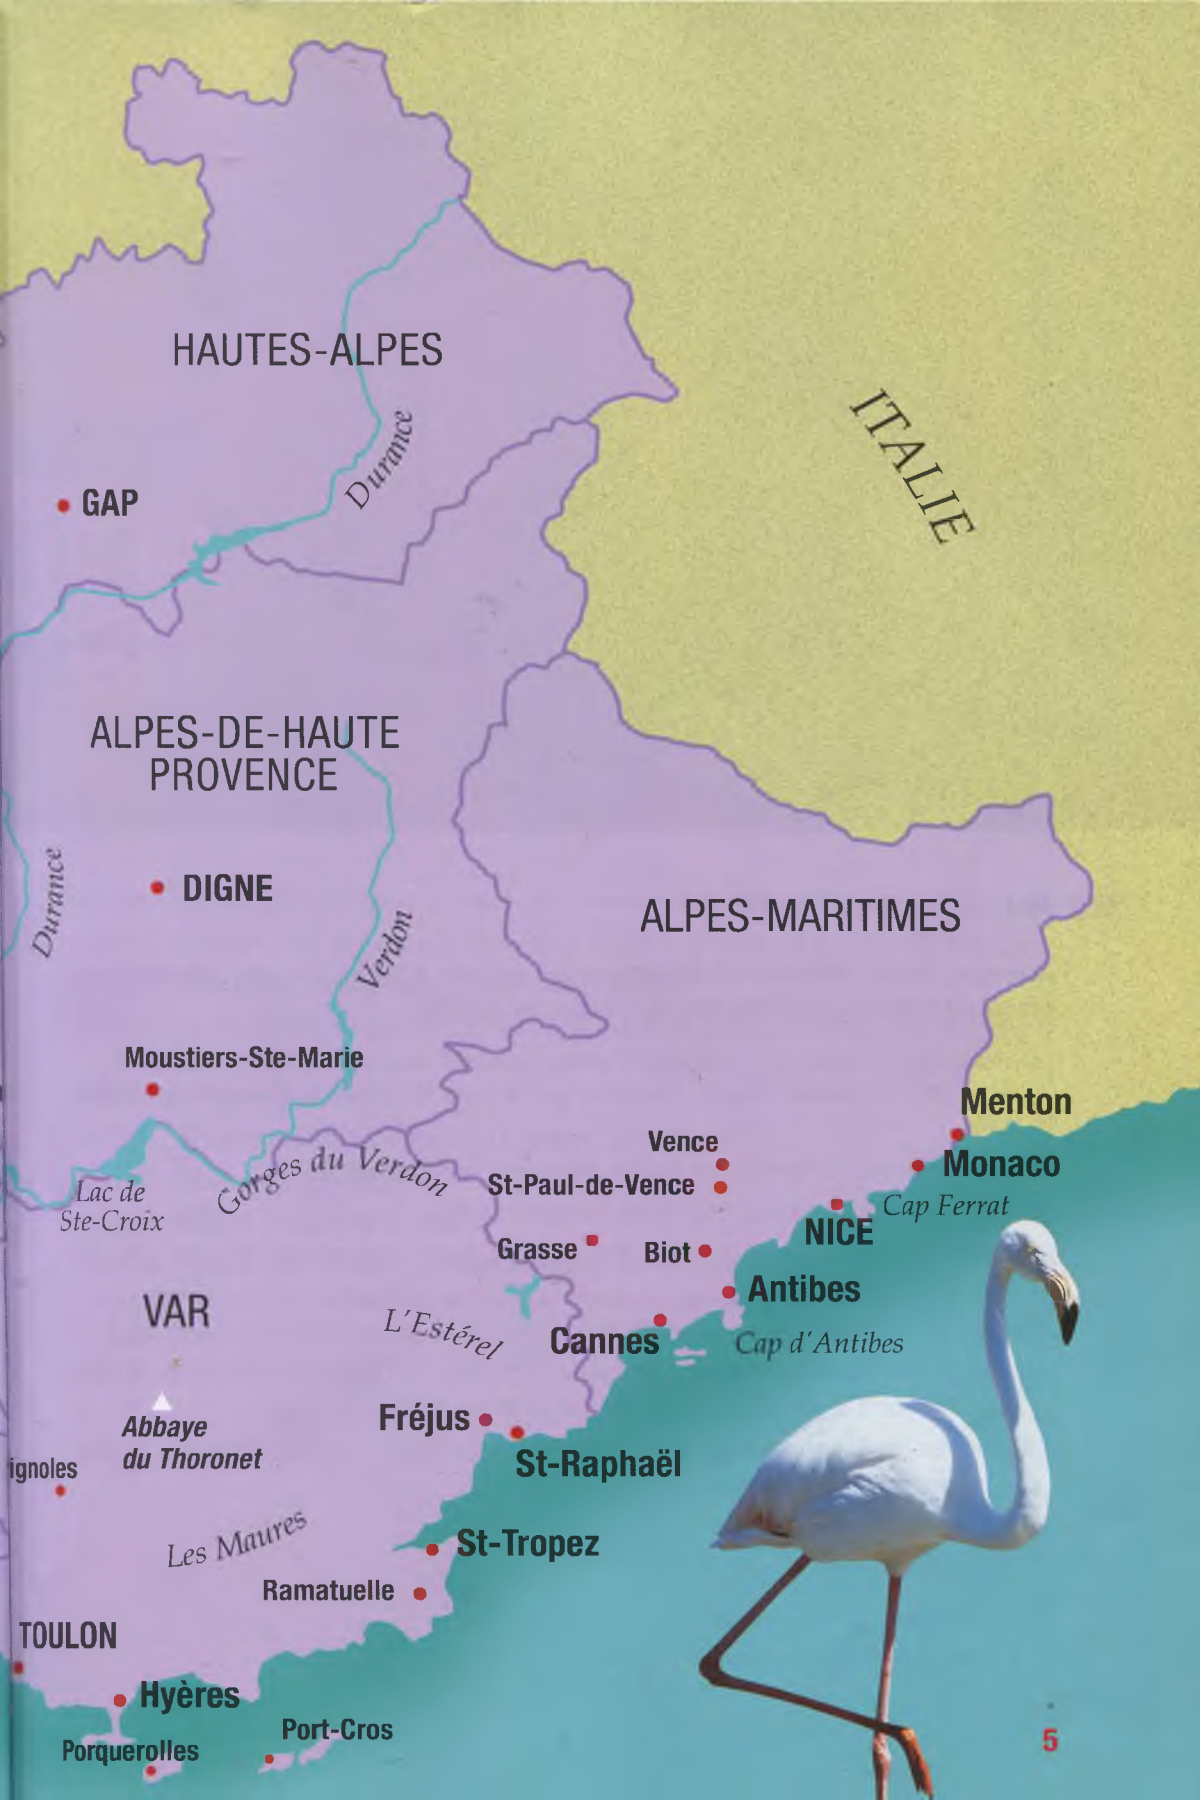 HAUTES-ALPES
ITALIE
Durance
GAP
ALPES-DE-HAUTE
PROVENCE
Durance
DIGNE
ALPES-MARITIMES
Verdon
Moustiers-Ste-Marie
Menton
Vence
Monaco
Gorges du Verdon
St-Paul-de-Vence
Lac de
Ste-Croix
Cap Ferrat
NICE
Grasse
Biot
Antibes
VAR
L'Estérel
Cannes
Cap d'Antibes
Abbaye
du Thoronet
Fréjus
St-Raphaël
ignoles
Les Maures
St-Tropez
Ramatuelle
TOULON
Hyères
Port-Cros
Porquerolles
5